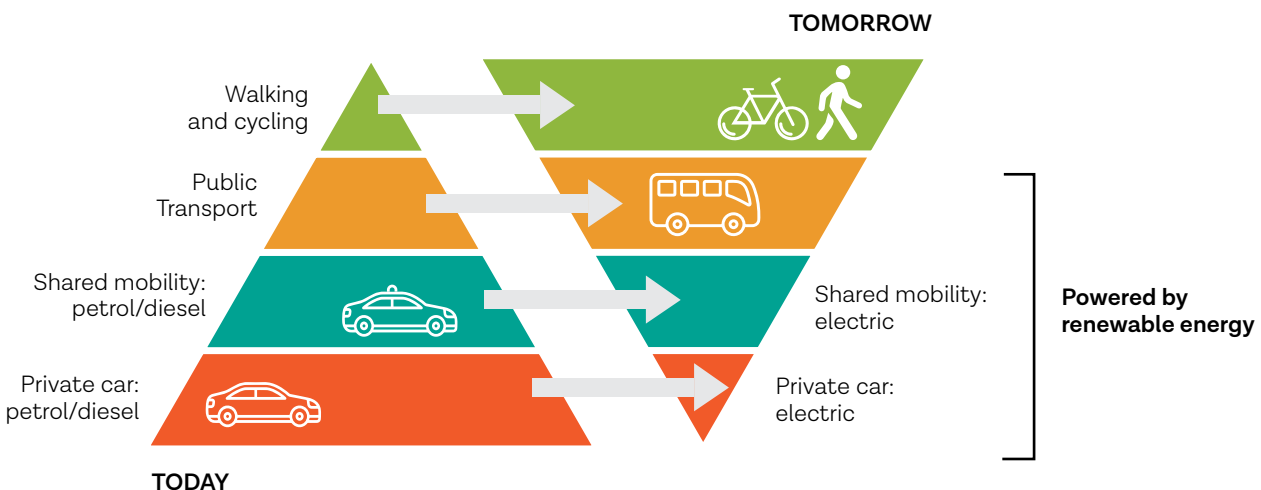 TOMORROW
Walking
and cycling
Public
Transport
Shared mobility:
petrol/diesel
Shared mobility:
electric
Powered by
renewable energy
Private car:
petrol/diesel
Private car:
electric
TODAY